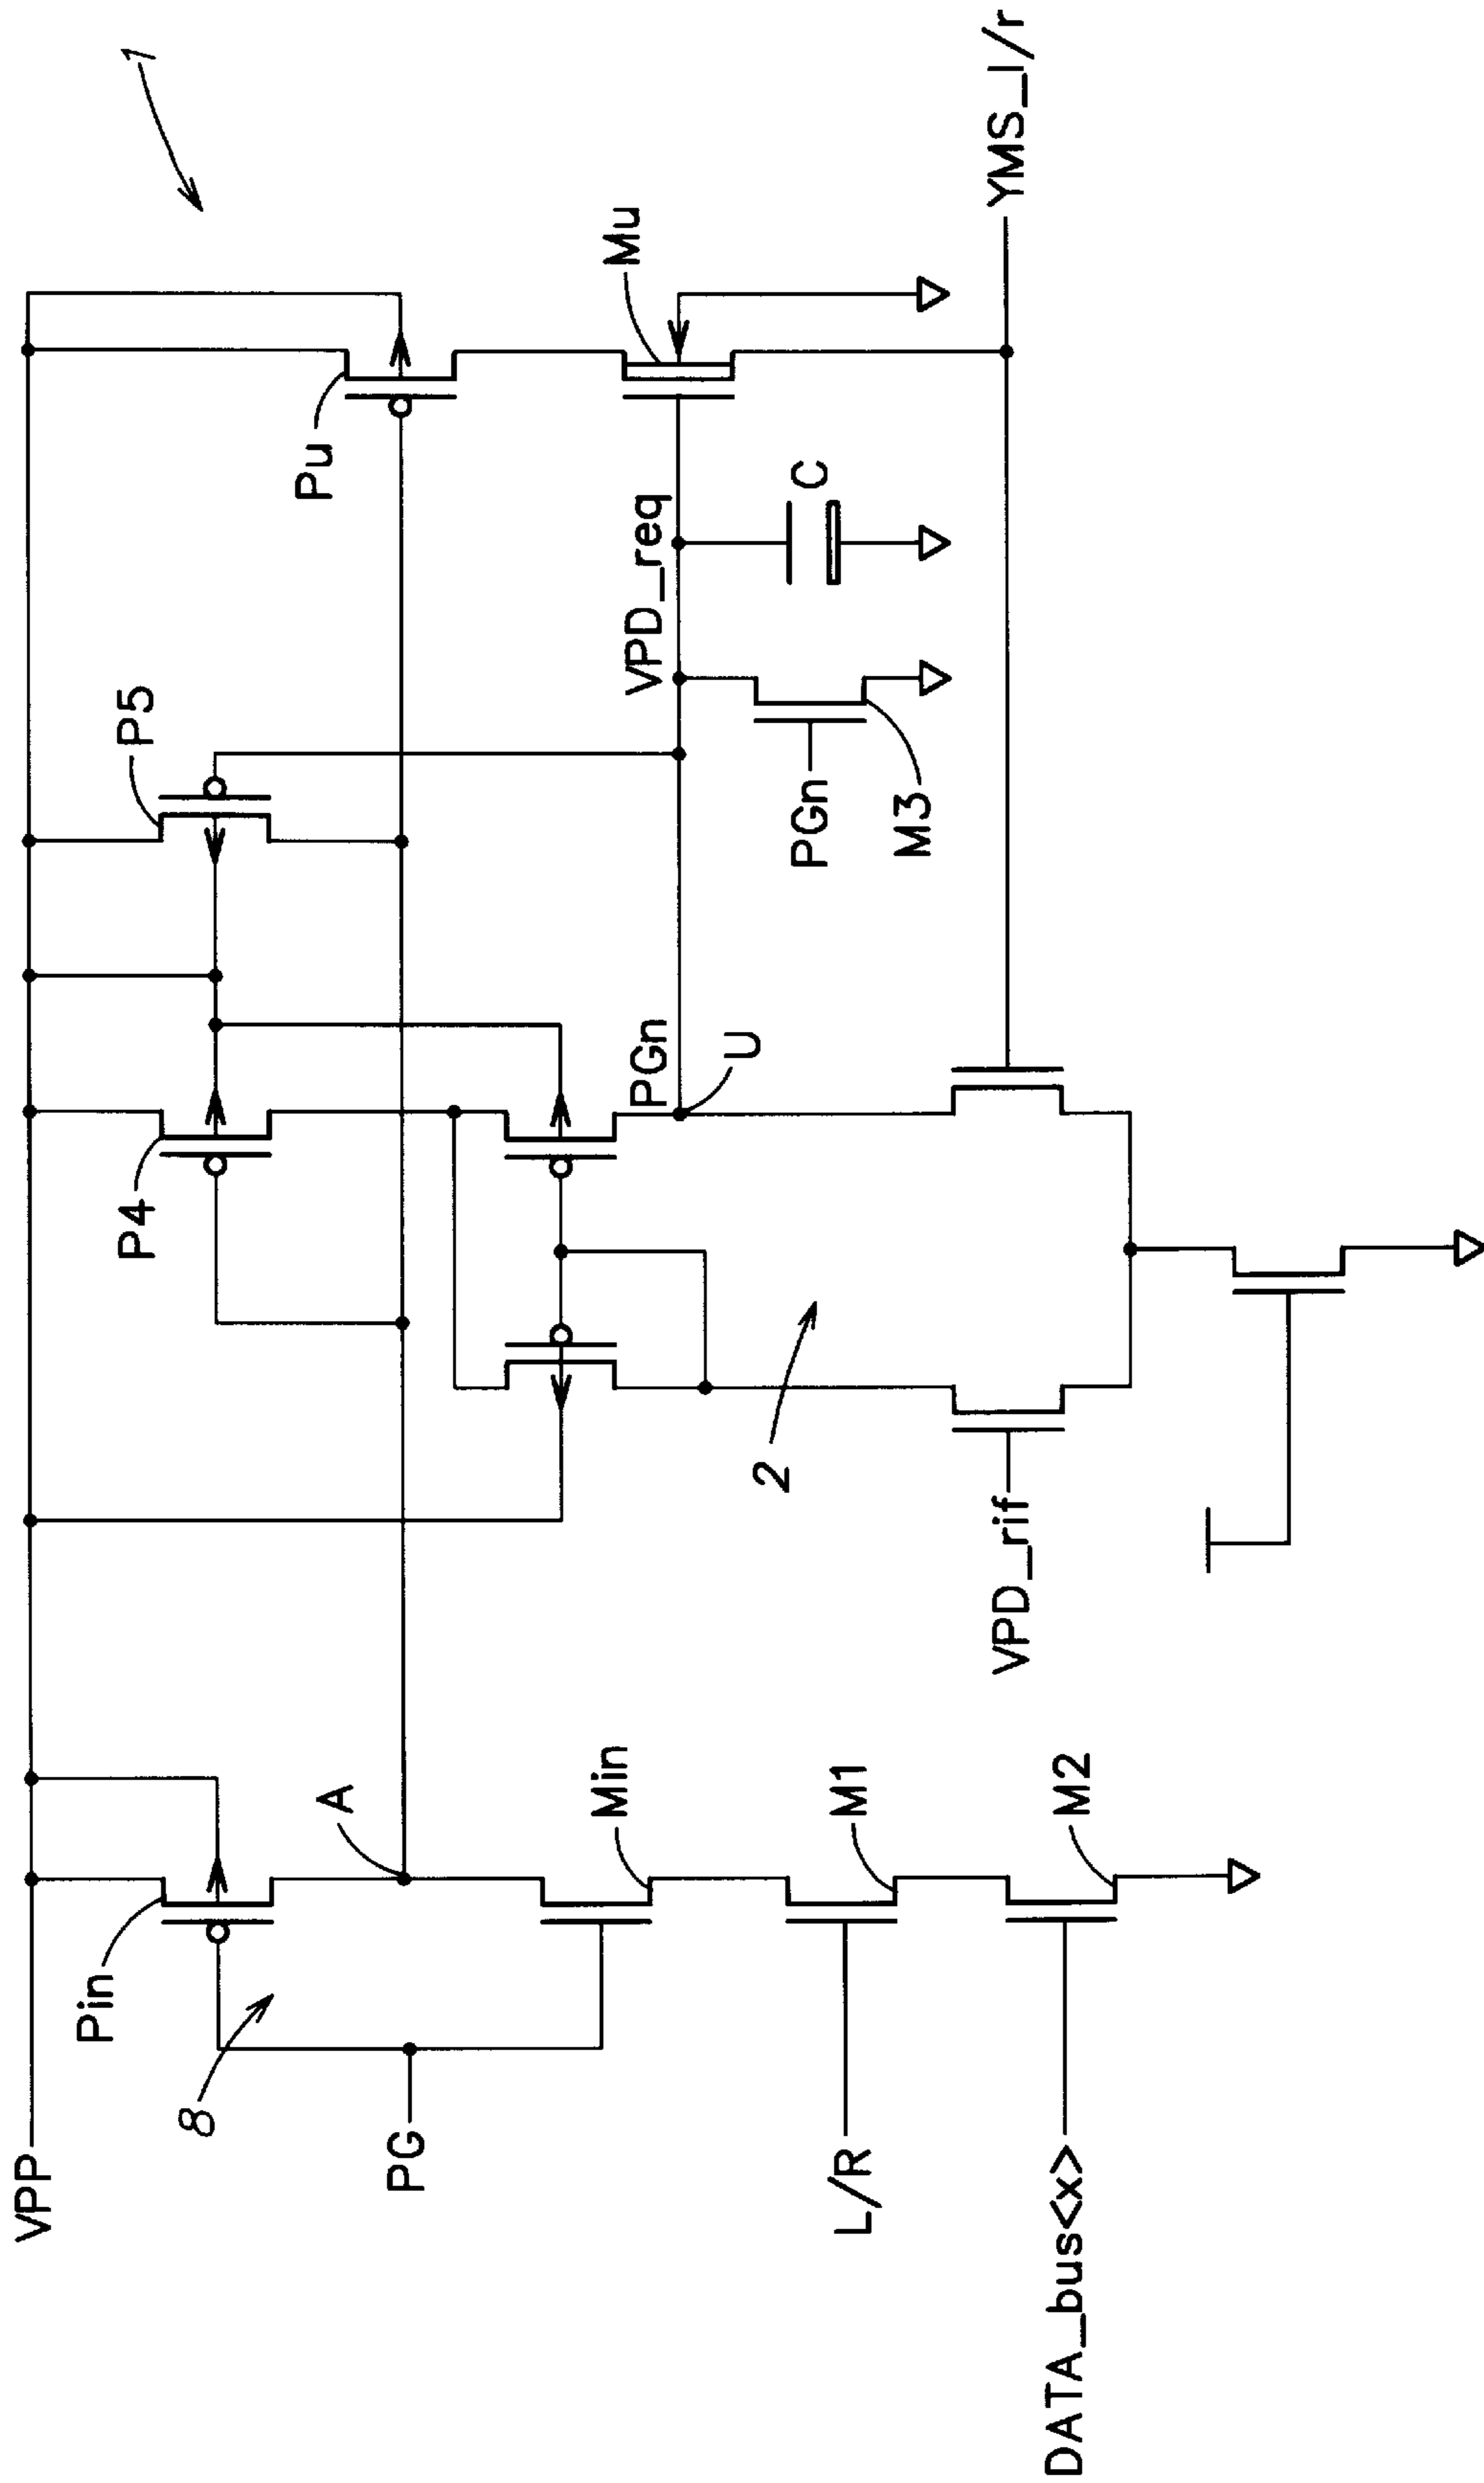 VPP
Pin
8
PG
A
Min
L/R
M1
DATA_bus<x>
M2
P4
P5
1
PGn
U
2
VPD_rif
VPD_req
PGn
M3
C
Pu
Mu
YMS_l/r